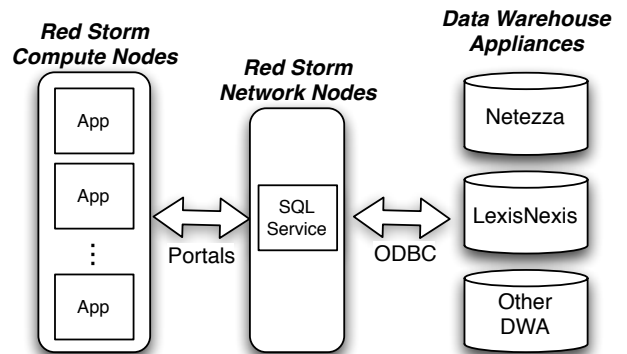 Red Storm
Compute Nodes
App
App
⋮
App
Portals
Red Storm
Network Nodes
SQL
Service
ODBC
Data Warehouse
Appliances
Netezza
LexisNexis
Other
DWA